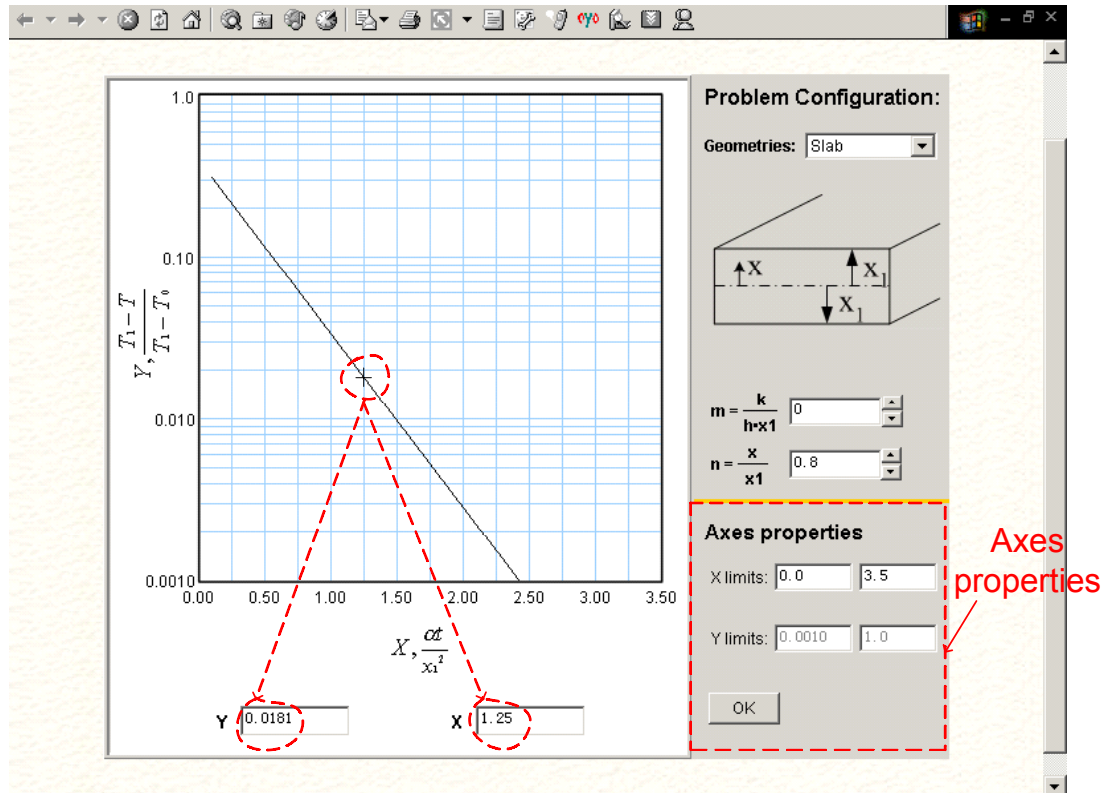 Problem Configuration:
Geometries: Slab
X
X1
X1
m = k / h•x1 0
n = x / x1 0.8
Axes properties
X limits: 0.0 3.5
Y limits: 0.0010 1.0
OK
Axes
properties
1.0
0.10
0.010
0.0010
Y, T₁ – T / T₁ – T₀
0.00 0.50 1.00 1.50 2.00 2.50 3.00 3.50
X, αt / x₁²
Y 0.0181 X 1.25